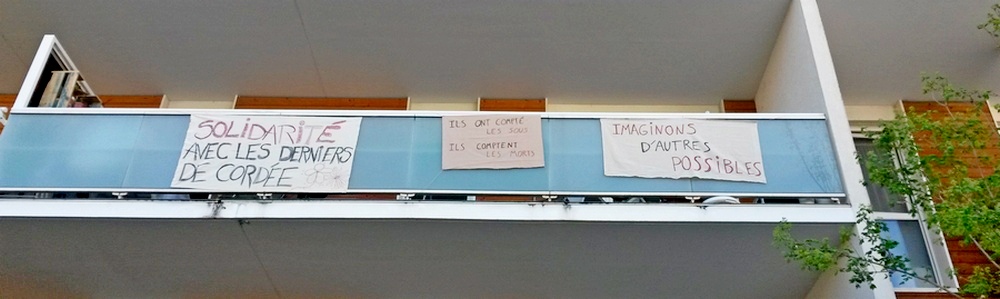 SOLIDARITÉ
AVEC LES DERNIERS
DE CORDÉE
ILS ONT COMPTÉ
LES SOUS
ILS COMPTENT
LES MORTS
IMAGINONS
D'AUTRES
POSSIBLES